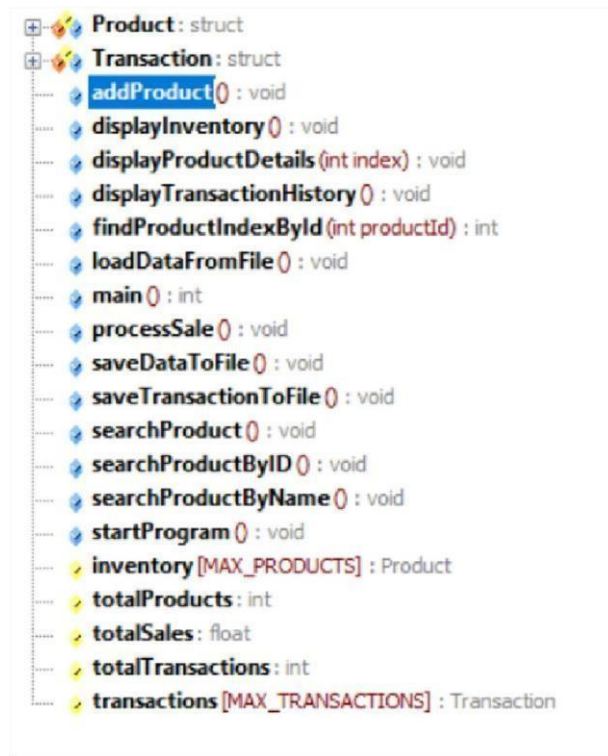 Product : struct
Transaction : struct
addProduct () : void
displayInventory () : void
displayProductDetails (int index) : void
displayTransactionHistory () : void
findProductIndexById (int productId) : int
loadDataFromFile () : void
main () : int
processSale () : void
saveDataToFile () : void
saveTransactionToFile () : void
searchProduct () : void
searchProductByID () : void
searchProductByName () : void
startProgram () : void
inventory [MAX_PRODUCTS] : Product
totalProducts : int
totalSales : float
totalTransactions : int
transactions [MAX_TRANSACTIONS] : Transaction